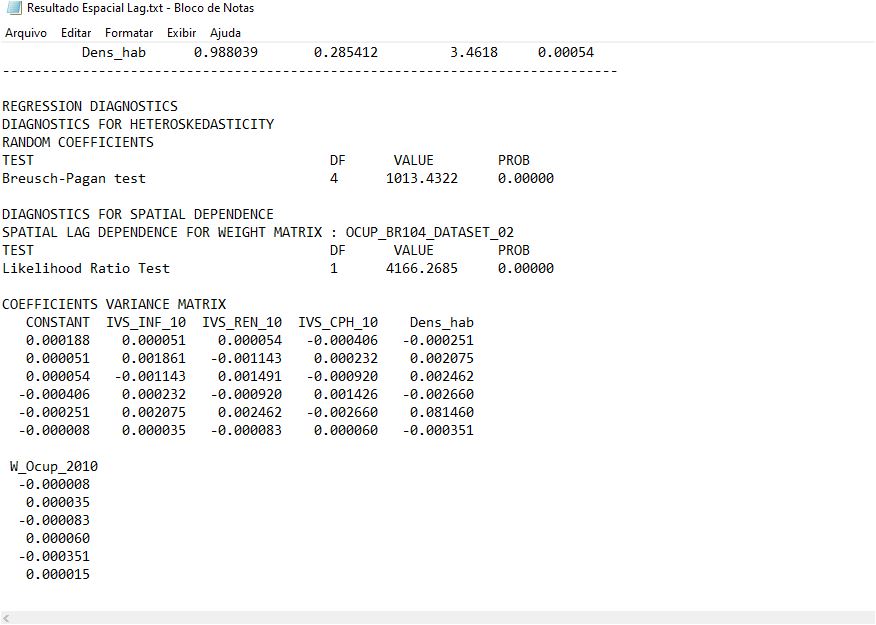 Resultado Espacial Lag.txt - Bloco de Notas
Arquivo Editar Formatar Exibir Ajuda
Dens_hab 0.988039 0.285412 3.4618 0.00054
-----------------------------------------------------------------------------
REGRESSION DIAGNOSTICS
DIAGNOSTICS FOR HETEROSKEDASTICITY
RANDOM COEFFICIENTS
TEST DF VALUE PROB
Breusch-Pagan test 4 1013.4322 0.00000
DIAGNOSTICS FOR SPATIAL DEPENDENCE
SPATIAL LAG DEPENDENCE FOR WEIGHT MATRIX : OCUP_BR104_DATASET_02
TEST DF VALUE PROB
Likelihood Ratio Test 1 4166.2685 0.00000
COEFFICIENTS VARIANCE MATRIX
CONSTANT IVS_INF_10 IVS_REN_10 IVS_CPH_10 Dens_hab
0.000188 0.000051 0.000054 -0.000406 -0.000251
0.000051 0.001861 -0.001143 0.000232 0.002075
0.000054 -0.001143 0.001491 -0.000920 0.002462
-0.000406 0.000232 -0.000920 0.001426 -0.002660
-0.000251 0.002075 0.002462 -0.002660 0.081460
-0.000008 0.000035 -0.000083 0.000060 -0.000351
W_Ocup_2010
-0.000008
0.000035
-0.000083
0.000060
-0.000351
0.000015